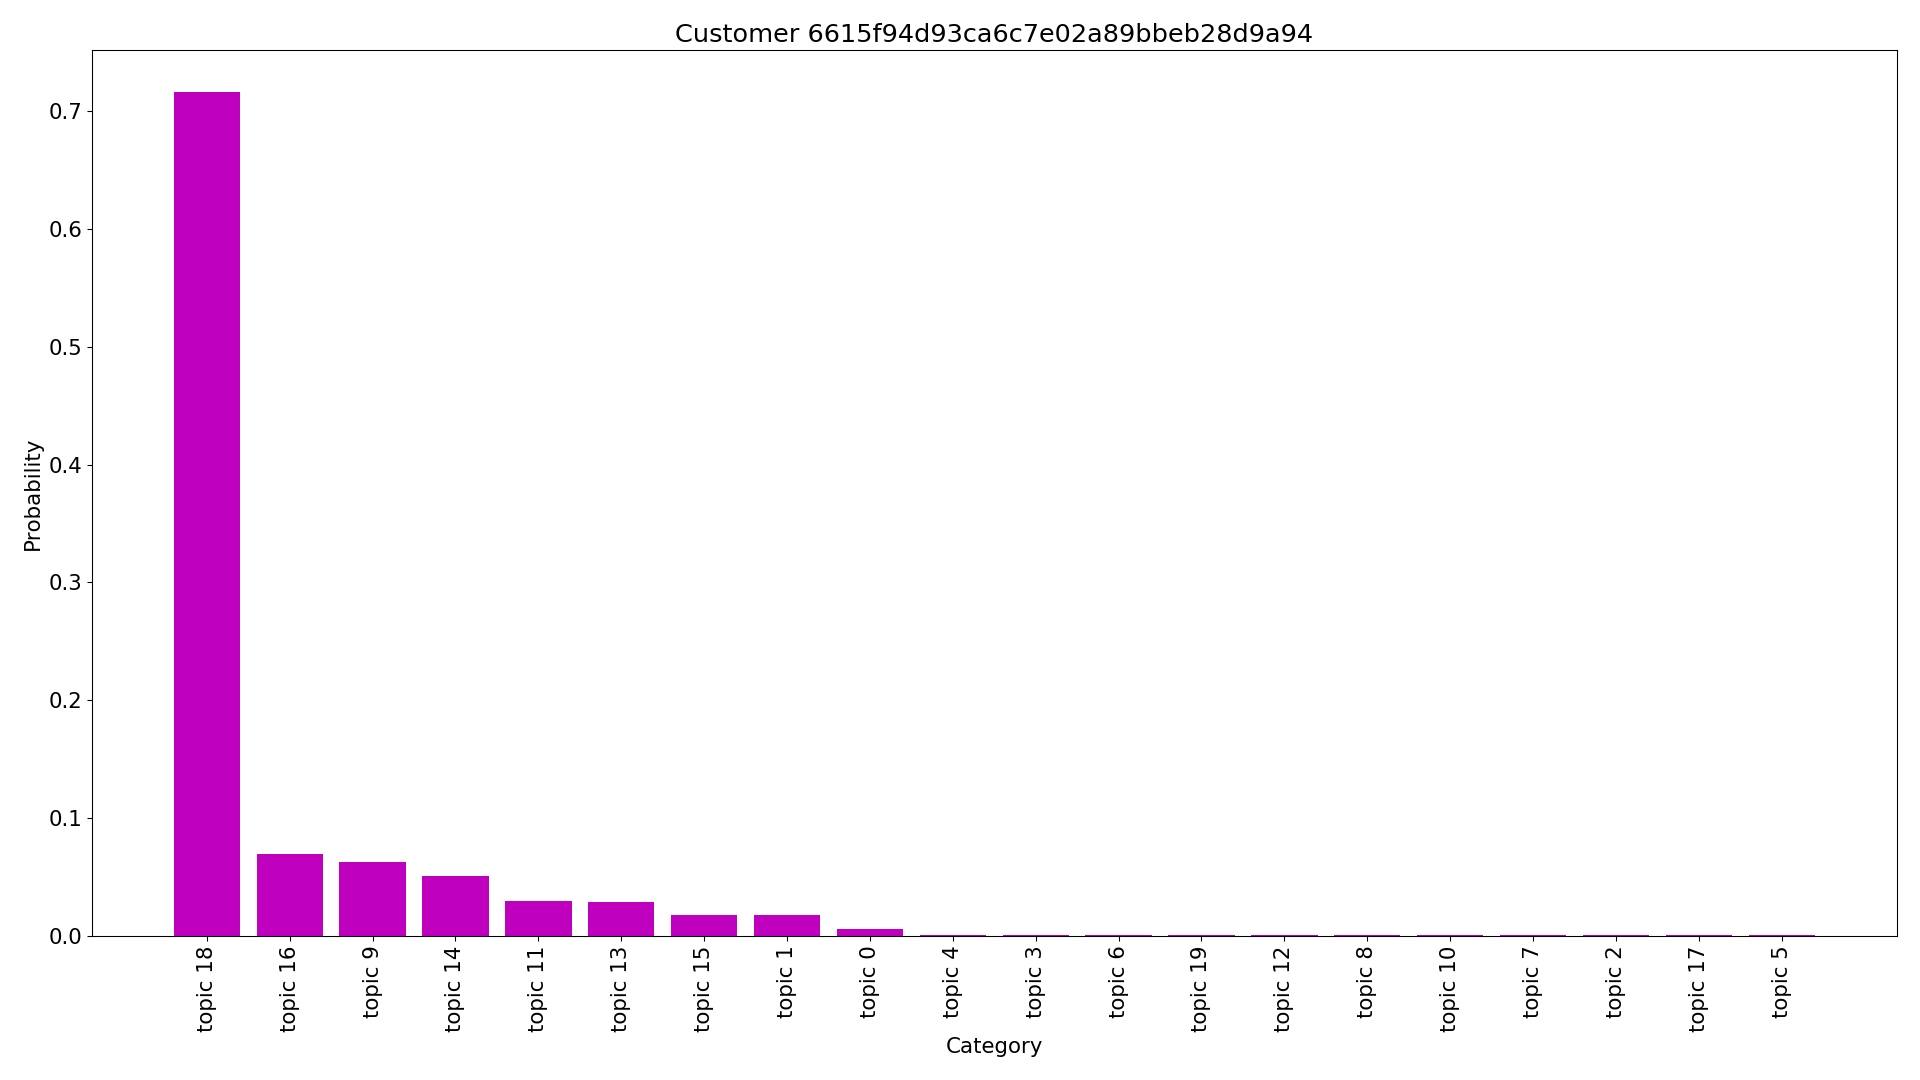 Customer 6615f94d93ca6c7e02a89bbeb28d9a94
0.7
0.6
0.5
0.4
0.3
0.2
0.1
0.0
Probability
topic 18
topic 16
topic 9
topic 14
topic 11
topic 13
topic 15
topic 1
topic 0
topic 4
topic 3
topic 6
topic 19
topic 12
topic 8
topic 10
topic 7
topic 2
topic 17
topic 5
Category